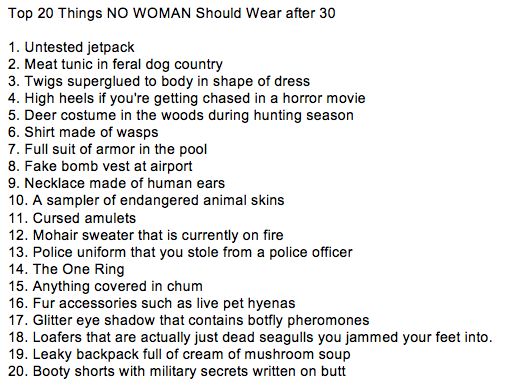 Top 20 Things NO WOMAN Should Wear after 30
1. Untested jetpack
2. Meat tunic in feral dog country
3. Twigs superglued to body in shape of dress
4. High heels if you're getting chased in a horror movie
5. Deer costume in the woods during hunting season
6. Shirt made of wasps
7. Full suit of armor in the pool
8. Fake bomb vest at airport
9. Necklace made of human ears
10. A sampler of endangered animal skins
11. Cursed amulets
12. Mohair sweater that is currently on fire
13. Police uniform that you stole from a police officer
14. The One Ring
15. Anything covered in chum
16. Fur accessories such as live pet hyenas
17. Glitter eye shadow that contains botfly pheromones
18. Loafers that are actually just dead seagulls you jammed your feet into.
19. Leaky backpack full of cream of mushroom soup
20. Booty shorts with military secrets written on butt